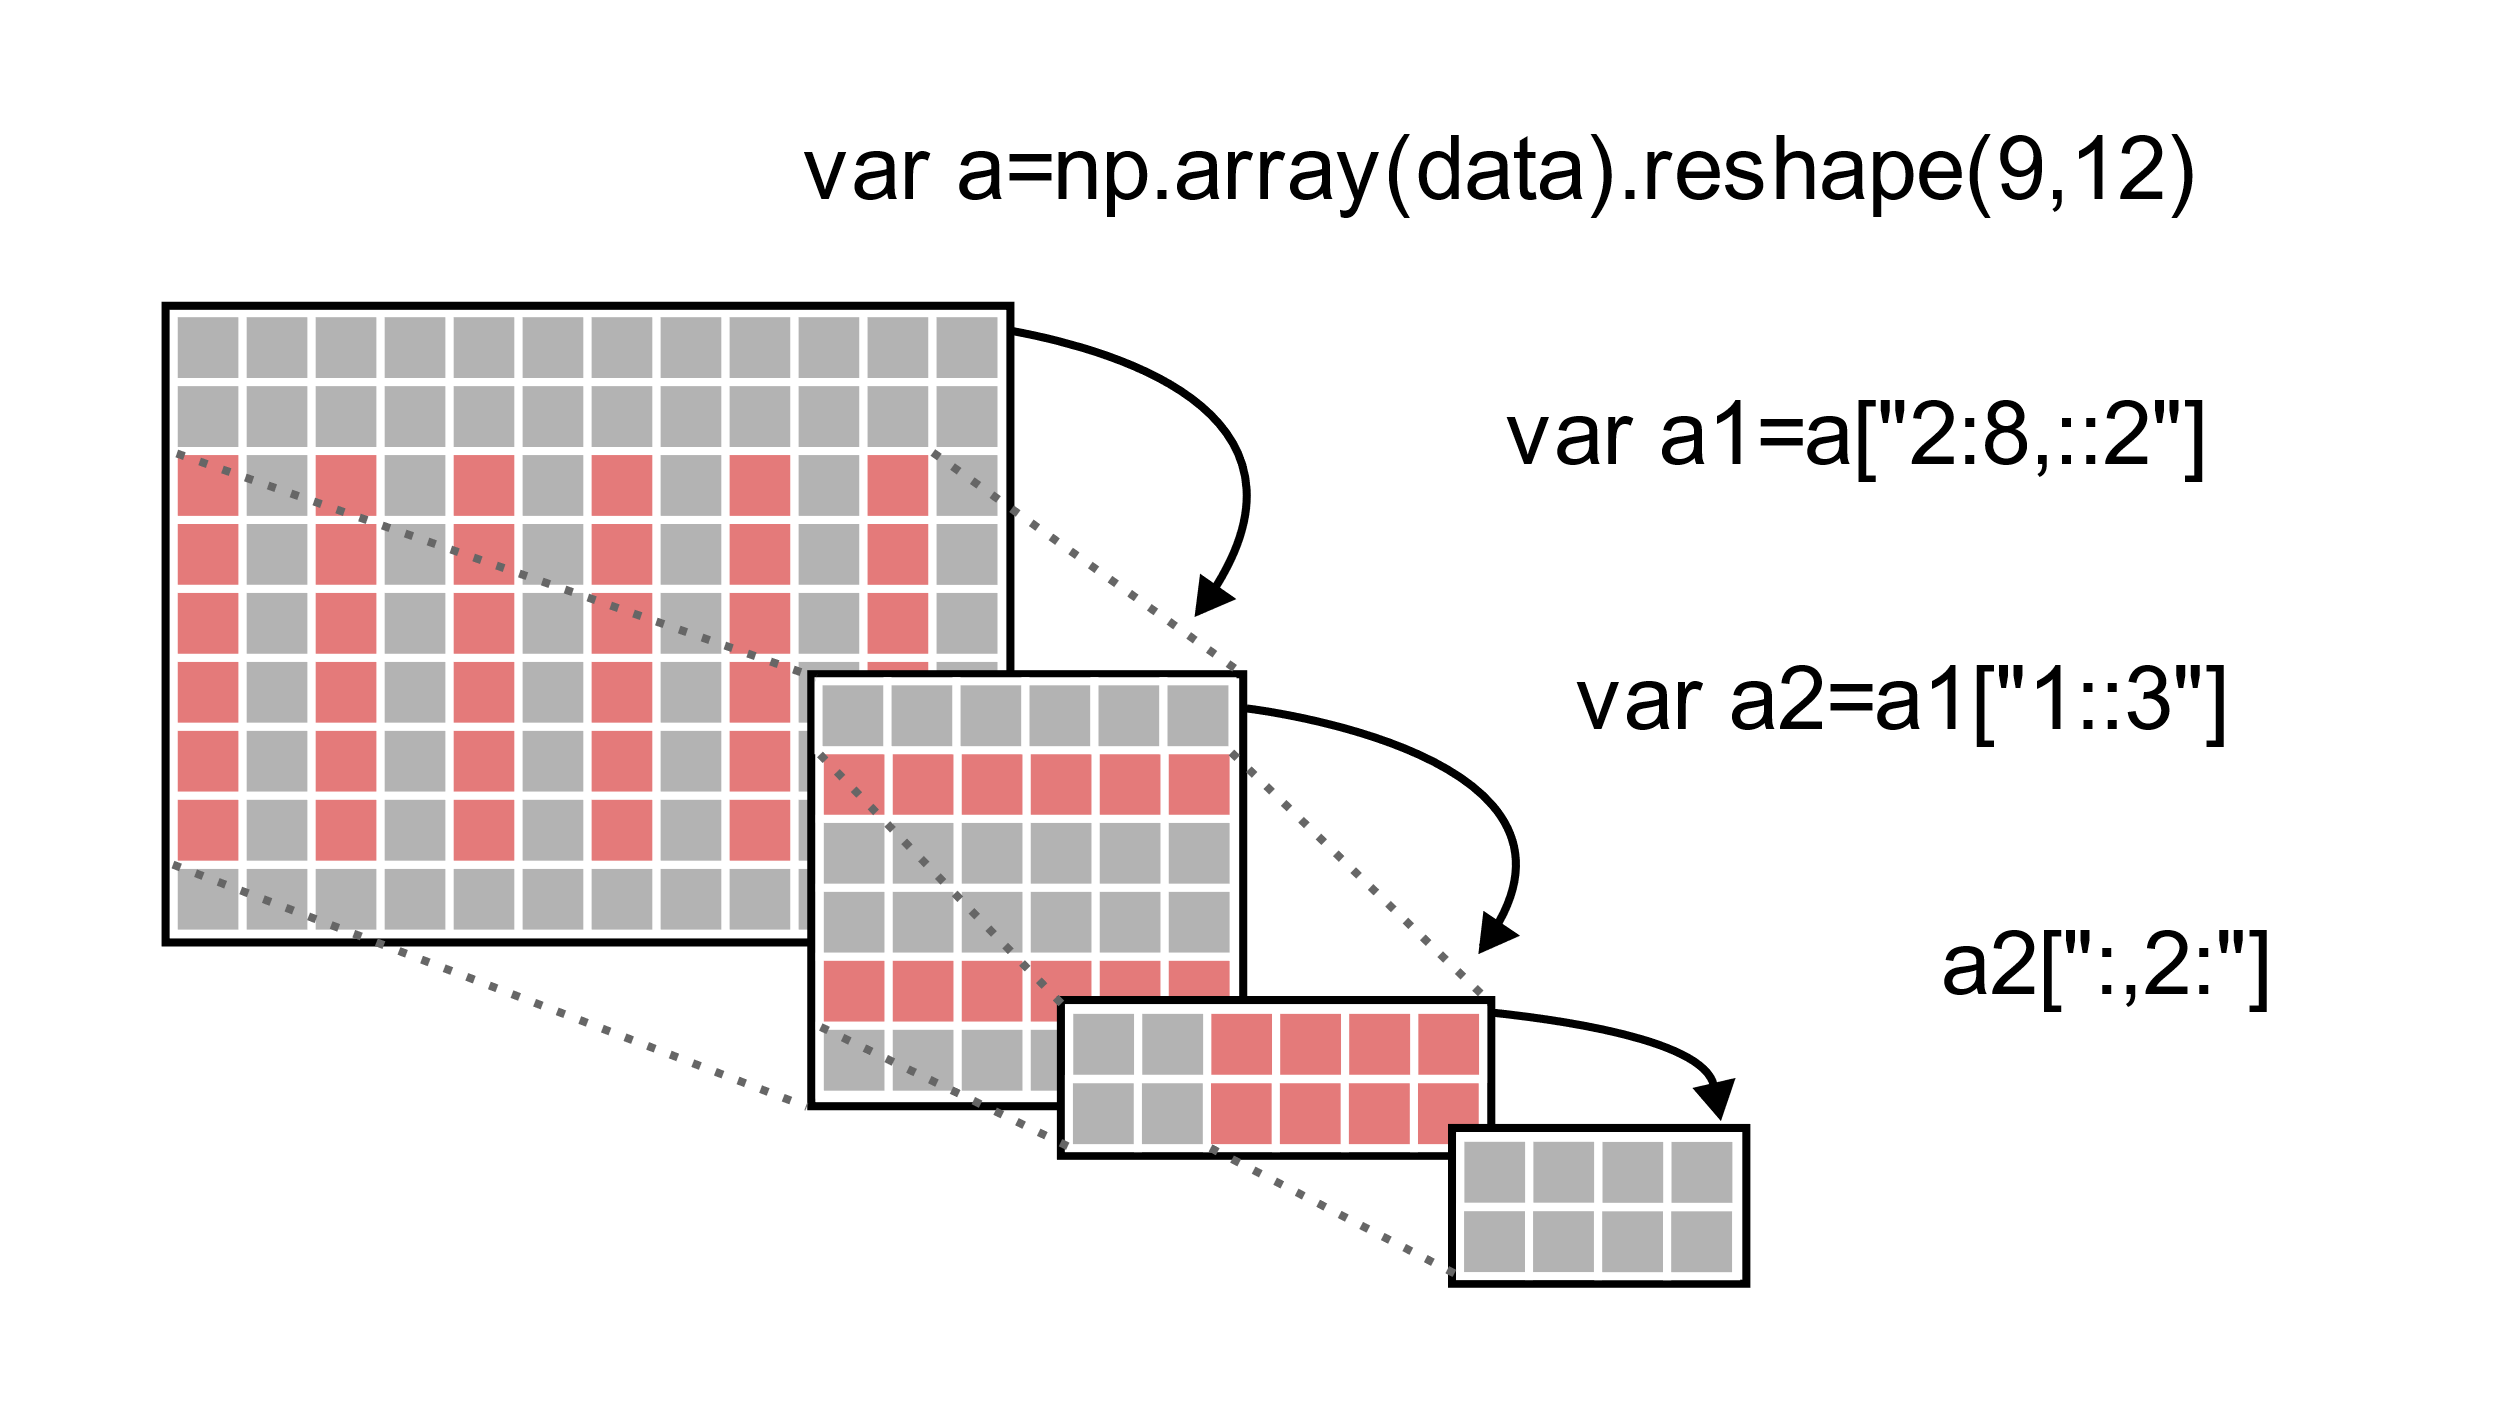 var a=np.array(data).reshape(9,12)
var a1=a["2:8,::2"]
var a2=a1["1::3"]
a2[":,2:"]